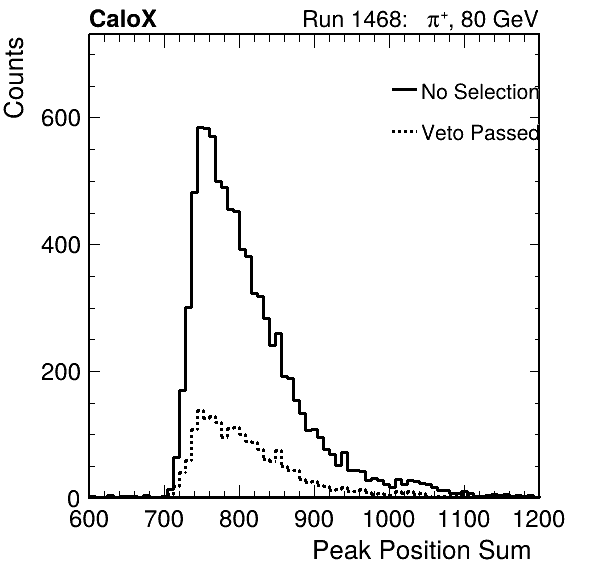 CaloX Run 1468: π⁺, 80 GeV
Counts
No Selection
Veto Passed
600
400
200
0
600 700 800 900 1000 1100 1200
Peak Position Sum